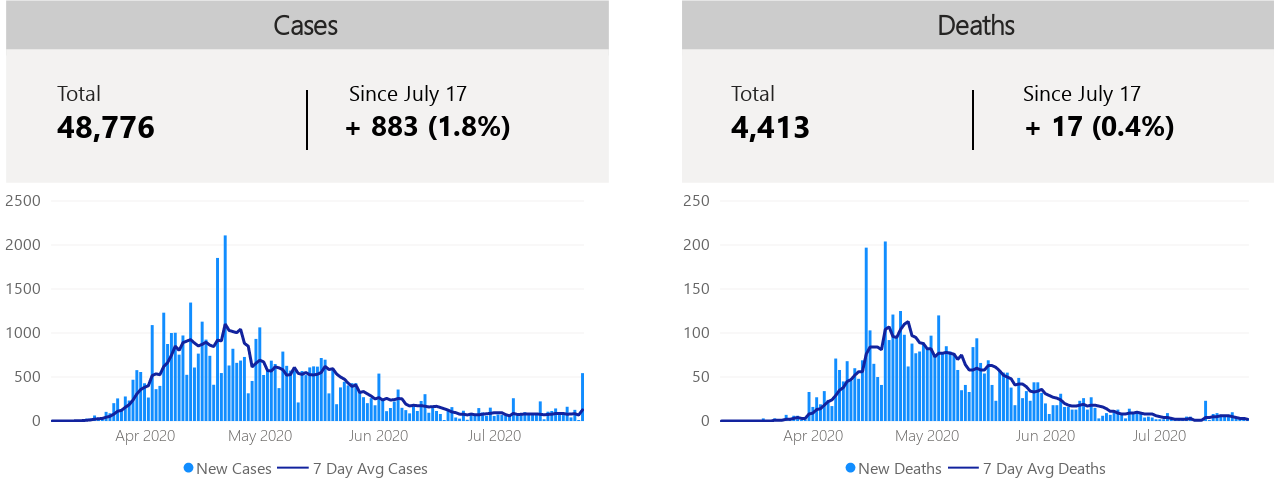 Cases
Total
48,776
Since July 17
+ 883 (1.8%)
2500
2000
1500
1000
500
0
Apr 2020 May 2020 Jun 2020 Jul 2020
New Cases 7 Day Avg Cases
Deaths
Total
4,413
Since July 17
+ 17 (0.4%)
250
200
150
100
50
0
Apr 2020 May 2020 Jun 2020 Jul 2020
New Deaths 7 Day Avg Deaths